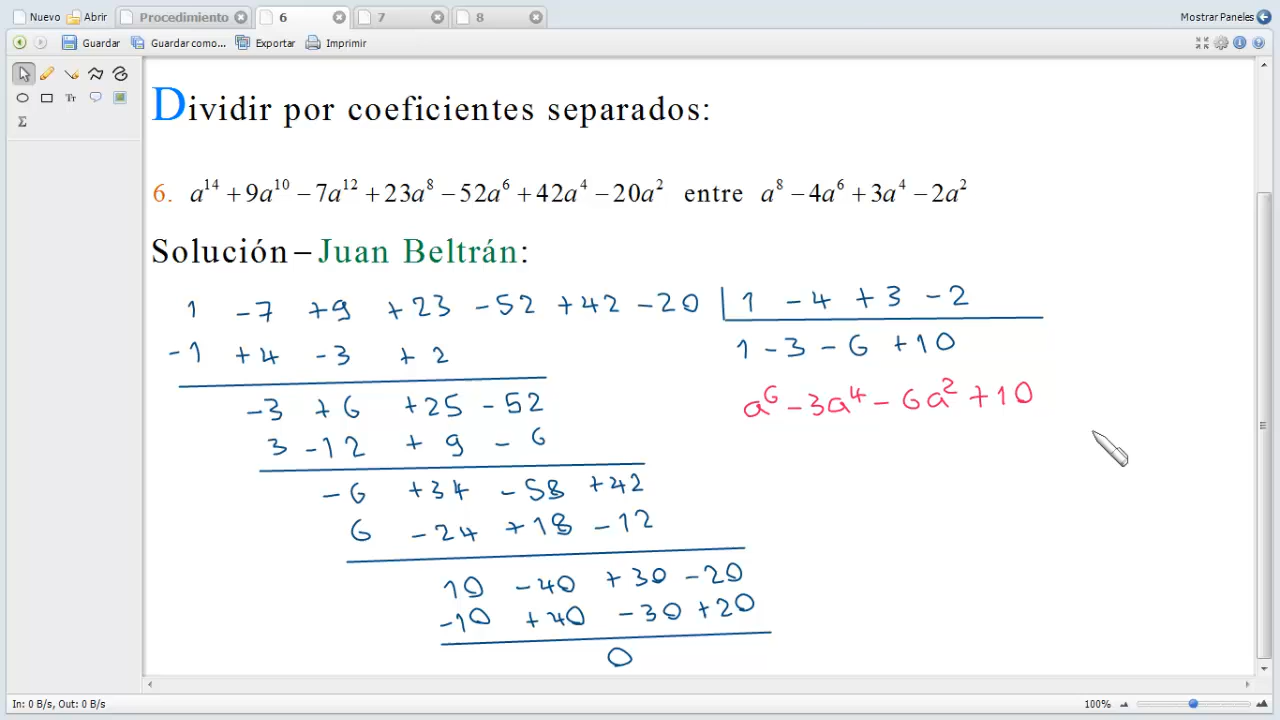 Nuevo Abrir Procedimiento 6 7 8 Mostrar Paneles
Guardar Guardar como... Exportar Imprimir
Dividir por coeficientes separados:
6. a¹⁴ + 9a¹⁰ − 7a¹² + 23a⁸ − 52a⁶ + 42a⁴ − 20a² entre a⁸ − 4a⁶ + 3a⁴ − 2a²
Solución − Juan Beltrán:
1 -7 +9 +23 -52 +42 -20 | 1 -4 +3 -2
-1 +4 -3 +2 1 -3 -6 +10
-3 +6 +25 -52 a⁶ - 3a⁴ - 6a² + 10
3 -12 +9 -6
-6 +34 -58 +42
6 -24 +18 -12
10 -40 +30 -20
-10 +40 -30 +20
0
In: 0 B/s, Out: 0 B/s 100%